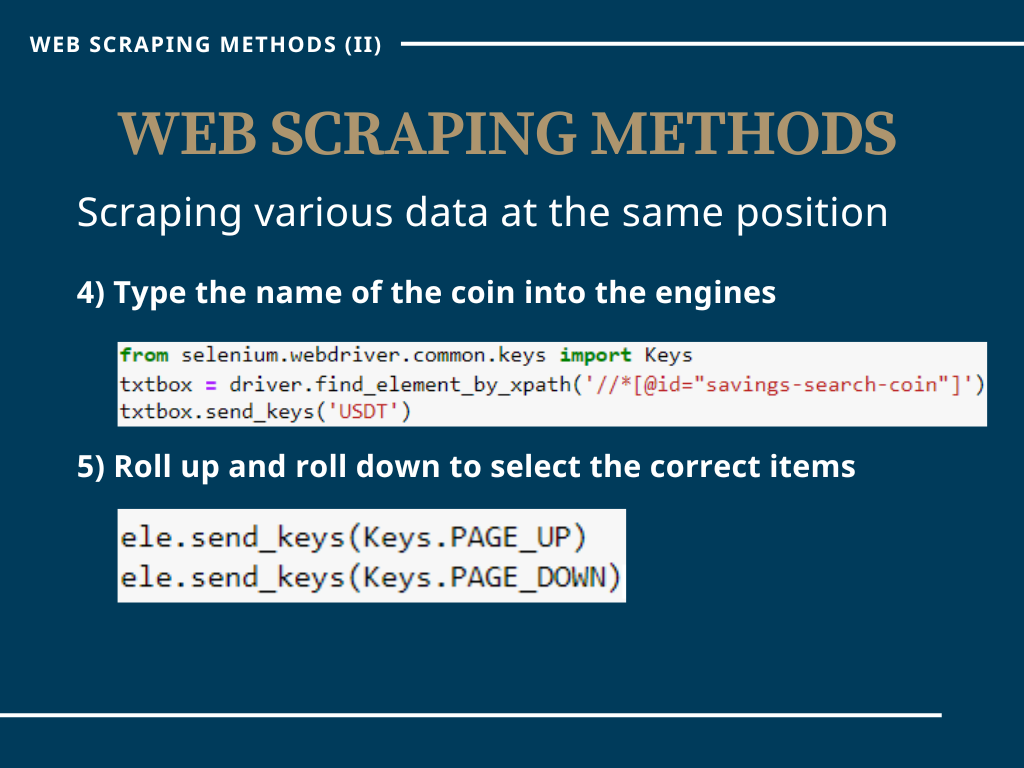 WEB SCRAPING METHODS (II)
WEB SCRAPING METHODS
Scraping various data at the same position
4) Type the name of the coin into the engines
from selenium.webdriver.common.keys import Keys
txtbox = driver.find_element_by_xpath('//*[@id="savings-search-coin"]')
txtbox.send_keys('USDT')
5) Roll up and roll down to select the correct items
ele.send_keys(Keys.PAGE_UP)
ele.send_keys(Keys.PAGE_DOWN)